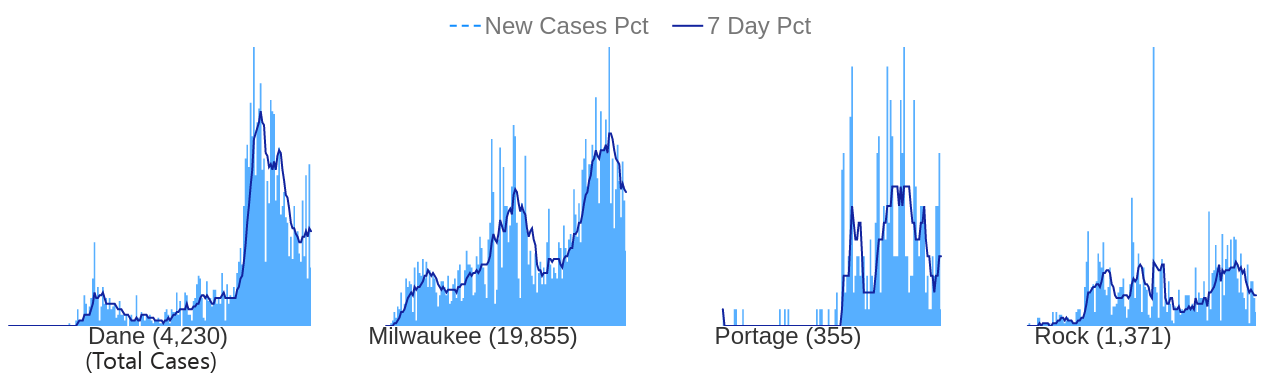 New Cases Pct 7 Day Pct
Dane (4,230) Milwaukee (19,855) Portage (355) Rock (1,371)
(Total Cases)